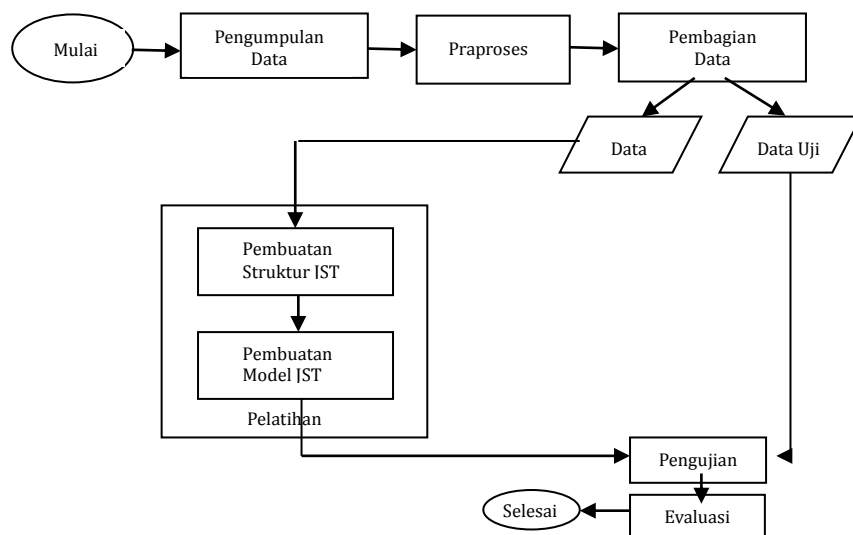 Mulai
Pengumpulan
Data
Praproses
Pembagian
Data
Data
Data Uji
Pembuatan
Struktur JST
Pembuatan
Model JST
Pelatihan
Pengujian
Selesai
Evaluasi